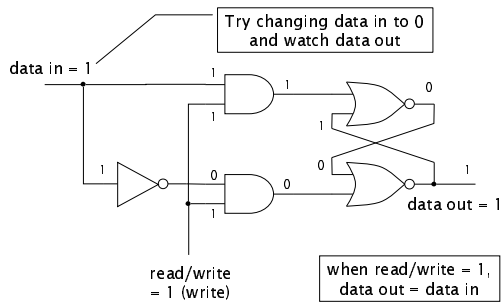 Try changing data in to 0
and watch data out
data in = 1
1
1
0
1
1
1
0
0
0
1
1
data out = 1
read/write
= 1 (write)
when read/write = 1,
data out = data in